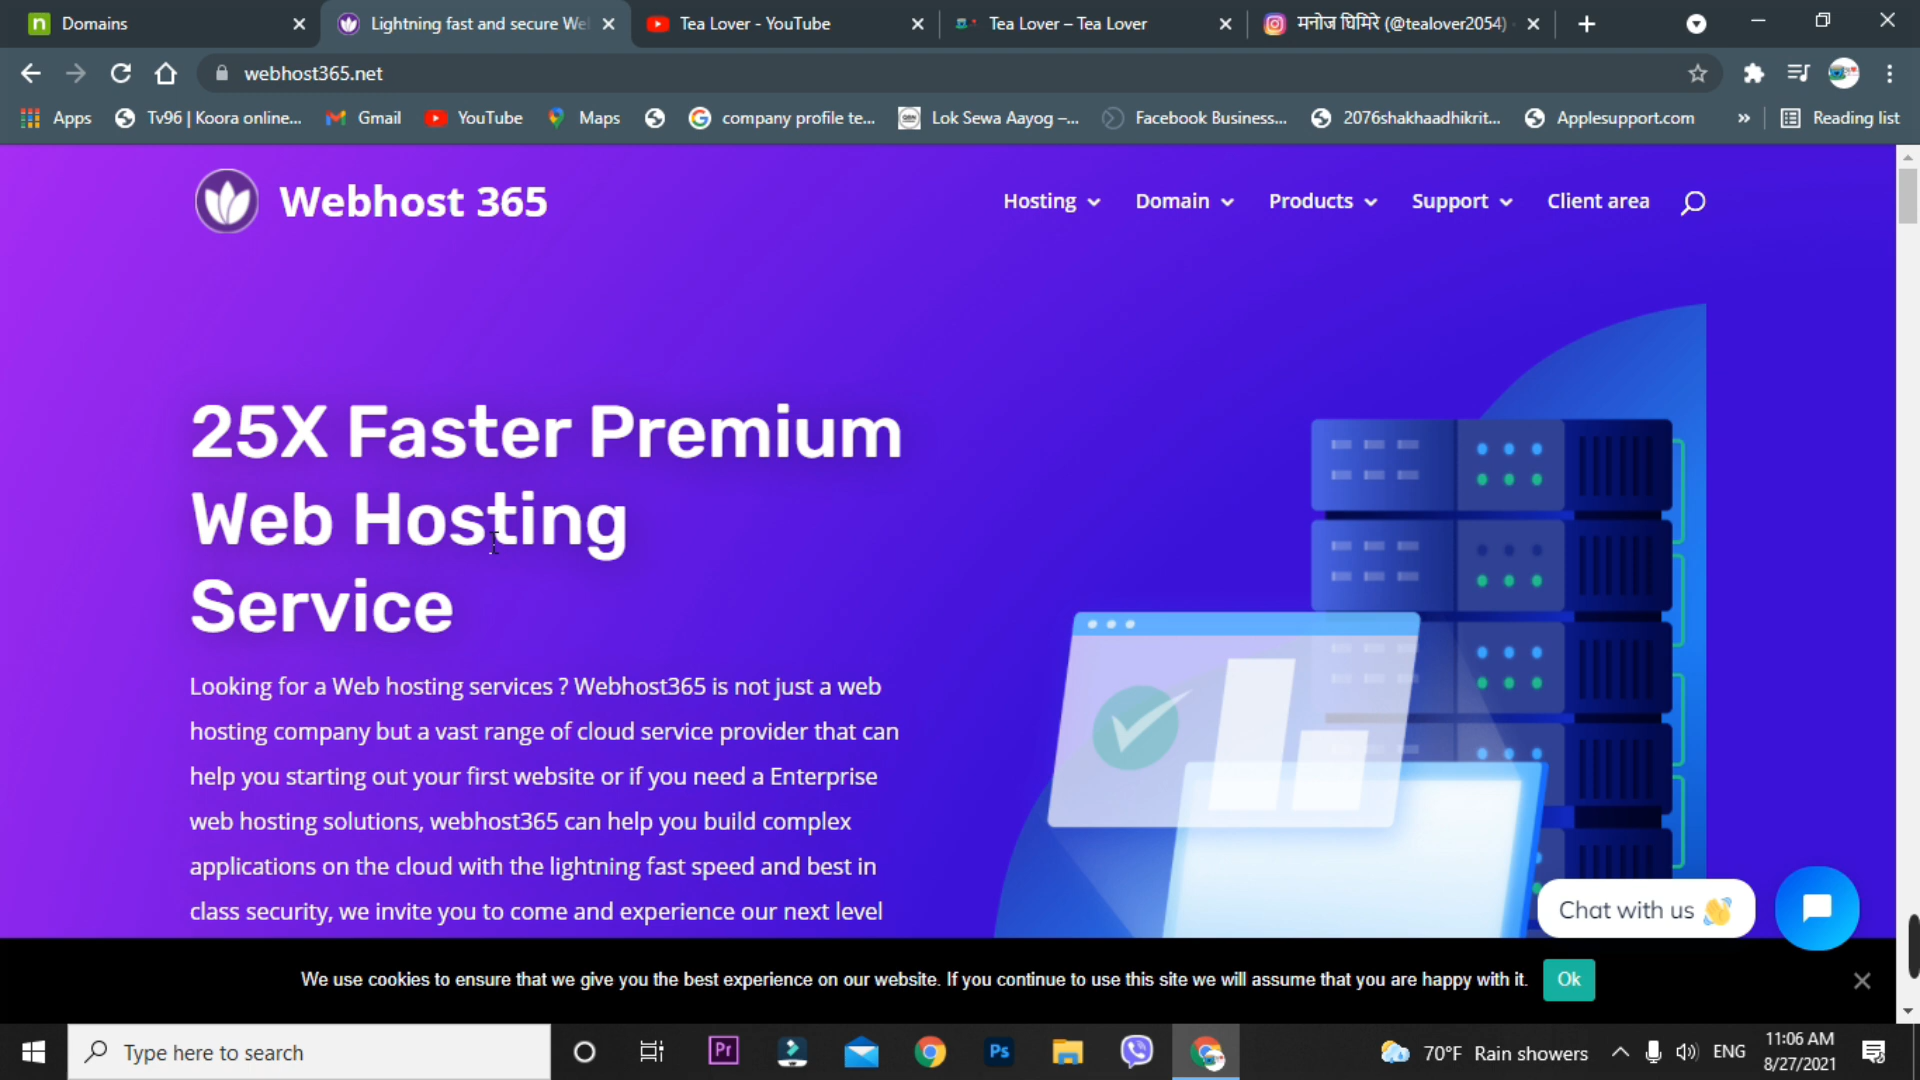 Domains
Lightning fast and secure We
Tea Lover - YouTube
Tea Lover – Tea Lover
मनोज घिमिरे (@tealover2054)
webhost365.net
Apps
Tv96 | Koora online...
Gmail
YouTube
Maps
company profile te...
Lok Sewa Aayog –...
Facebook Business...
2076shakhaadhikrit...
Applesupport.com
»
Reading list
Webhost 365
Hosting
Domain
Products
Support
Client area
25X Faster Premium
Web Hosting
Service
Looking for a Web hosting services ? Webhost365 is not just a web
hosting company but a vast range of cloud service provider that can
help you starting out your first website or if you need a Enterprise
web hosting solutions, webhost365 can help you build complex
applications on the cloud with the lightning fast speed and best in
class security, we invite you to come and experience our next level
Chat with us 👋
We use cookies to ensure that we give you the best experience on our website. If you continue to use this site we will assume that you are happy with it.
Ok
Type here to search
Pr
Ps
70°F Rain showers
ENG
11:06 AM
8/27/2021